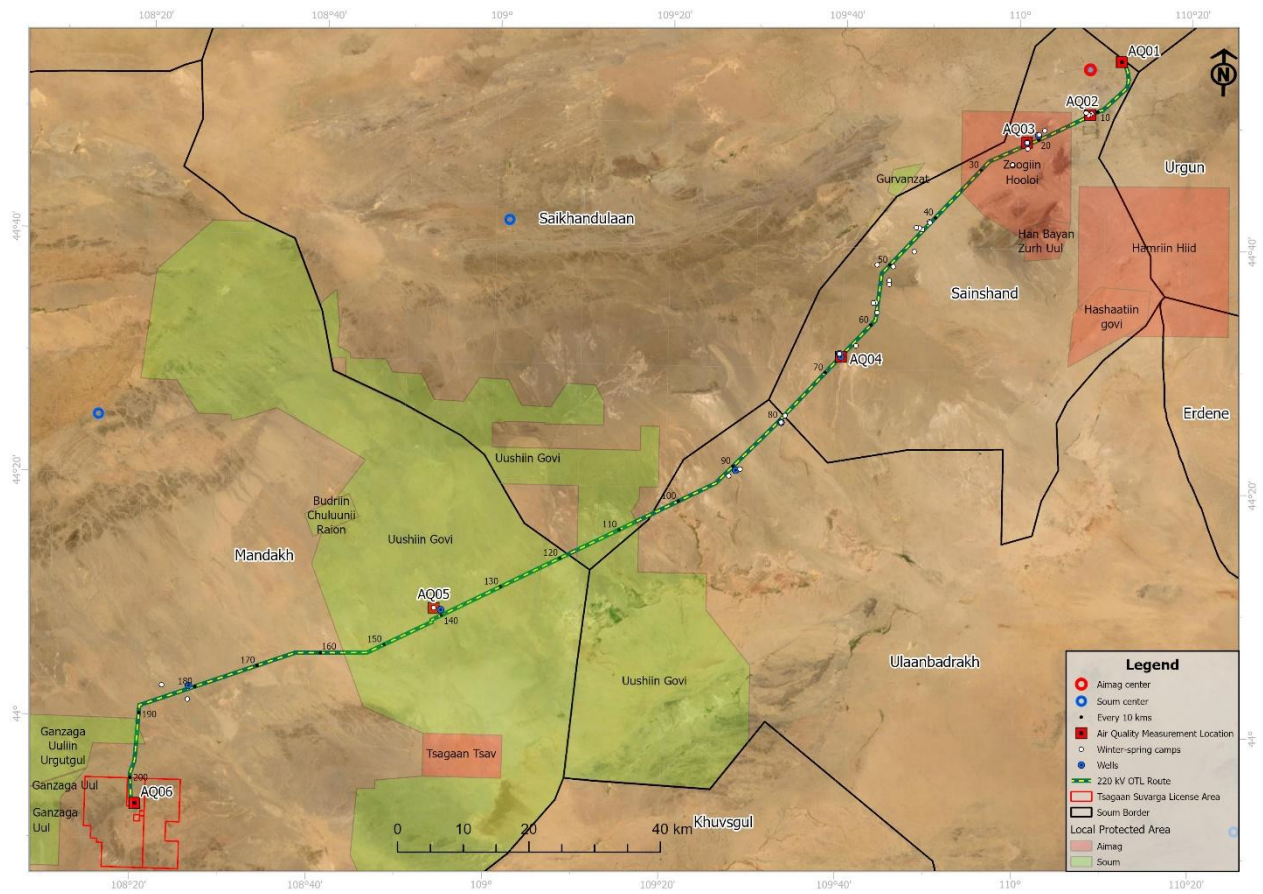 108°20'
108°40'
109°
109°20'
109°40'
110°
110°20'
AQ01
N
AQ02
10
AQ03
20
Urgun
30
Zoogiin
Hooloi
Gurvanzat
44°40'
Saikhandulaan
40
Han Bayan
Zurh Uul
Hamriin Hiid
44°40'
50
Sainshand
Hashaatiin
govi
60
AQ04
70
80
Erdene
44°20'
Uushiin Govi
90
44°20'
100
Budriin
Chuluunii
Raion
110
Uushiin Govi
Mandakh
120
130
AQ05
140
150
160
Ulaanbadrakh
170
Uushiin Govi
180
44°
190
Ganzaga
Uuliin
Urgutgul
Tsagaan Tsav
44°
200
Ganzaga Uul
AQ06
Ganzaga
Uul
Khuvsgul
0
10
20
40 km
Legend
Aimag center
Soum center
Every 10 kms
Air Quality Measurement Location
Winter-spring camps
Wells
220 kV OTL Route
Tsagaan Suvarga License Area
Soum Border
Local Protected Area
Aimag
Soum
108°20'
108°40'
109°
109°20'
109°40'
110°
110°20'